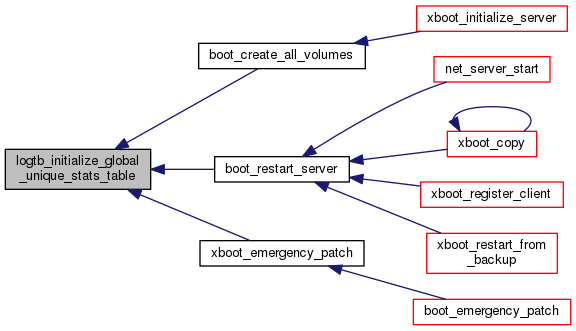 xboot_initialize_server
boot_create_all_volumes
net_server_start
xboot_copy
logtb_initialize_global
_unique_stats_table
boot_restart_server
xboot_register_client
xboot_restart_from
_backup
xboot_emergency_patch
boot_emergency_patch